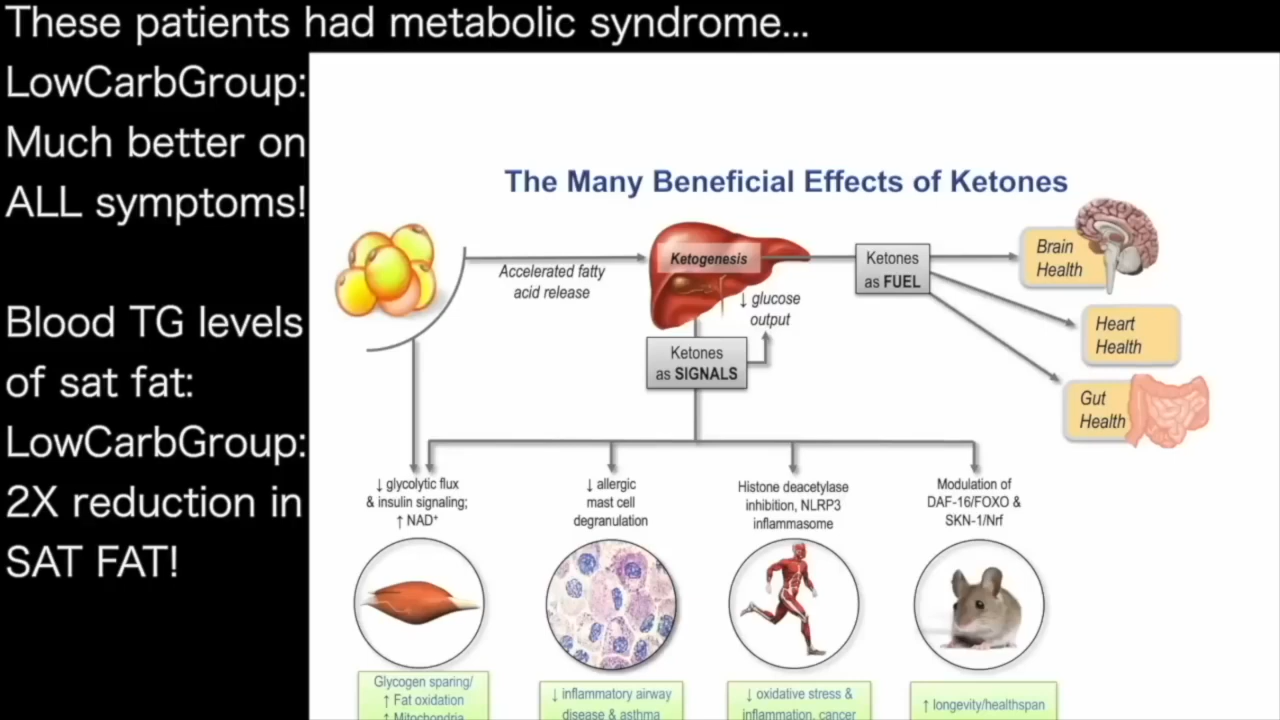 These patients had metabolic syndrome...
LowCarbGroup:
Much better on
ALL symptoms!
Blood TG levels
of sat fat:
LowCarbGroup:
2X reduction in
SAT FAT!
The Many Beneficial Effects of Ketones
Accelerated fatty
acid release
Ketogenesis
↓ glucose
output
Ketones
as FUEL
Brain
Health
Heart
Health
Gut
Health
Ketones
as SIGNALS
↓ glycolytic flux
& insulin signaling;
↑ NAD⁺
↓ allergic
mast cell
degranulation
Histone deacetylase
inhibition, NLRP3
inflammasome
Modulation of
DAF-16/FOXO &
SKN-1/Nrf
Glycogen sparing/
↑ Fat oxidation
↑ Mitochondria
↓ inflammatory airway
disease & asthma
↓ oxidative stress &
inflammation, cancer
↑ longevity/healthspan